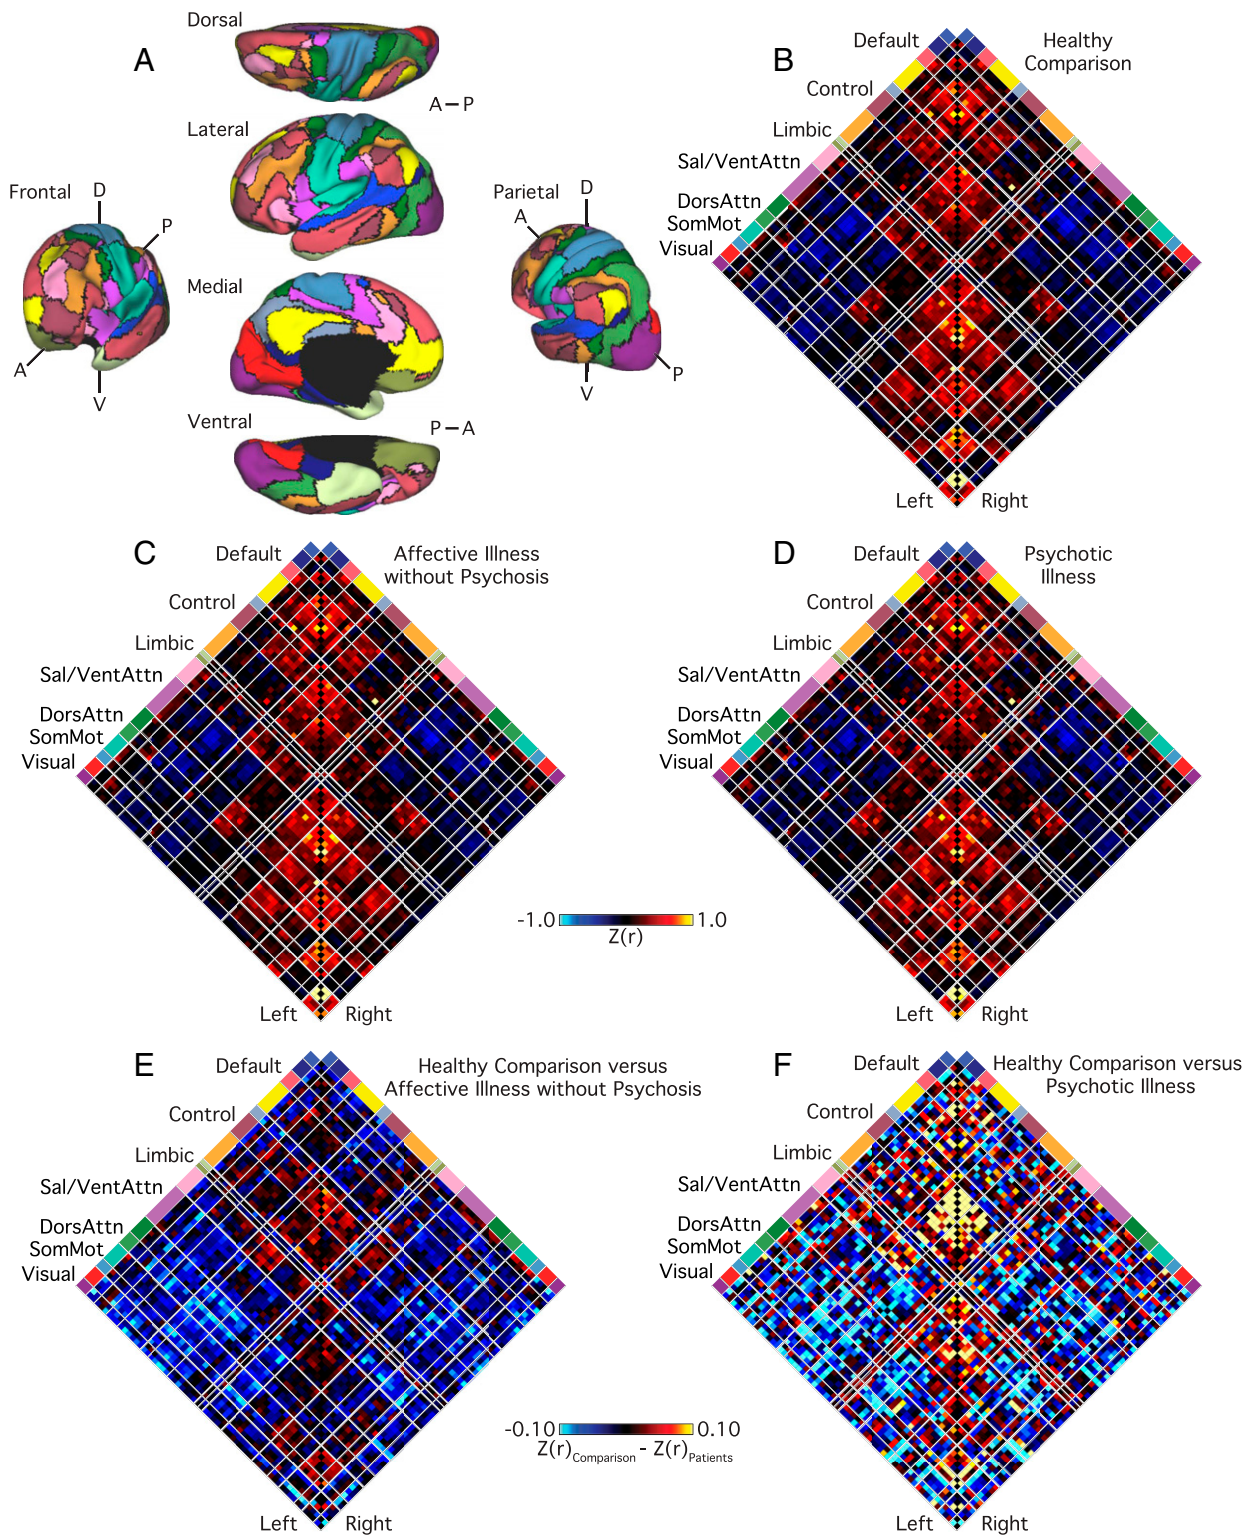 A
Dorsal
A – P
Lateral
Frontal
D
P
A
V
Parietal
D
A
P
V
Medial
Ventral
P – A
B
Healthy
Comparison
Default
Control
Limbic
Sal/VentAttn
DorsAttn
SomMot
Visual
Left
Right
C
Affective Illness
without Psychosis
Default
Control
Limbic
Sal/VentAttn
DorsAttn
SomMot
Visual
Left
Right
D
Psychotic
Illness
Default
Control
Limbic
Sal/VentAttn
DorsAttn
SomMot
Visual
Left
Right
-1.0 1.0
Z(r)
E
Healthy Comparison versus
Affective Illness without Psychosis
Default
Control
Limbic
Sal/VentAttn
DorsAttn
SomMot
Visual
Left
Right
F
Healthy Comparison versus
Psychotic Illness
Default
Control
Limbic
Sal/VentAttn
DorsAttn
SomMot
Visual
Left
Right
-0.10 0.10
Z(r)Comparison - Z(r)Patients